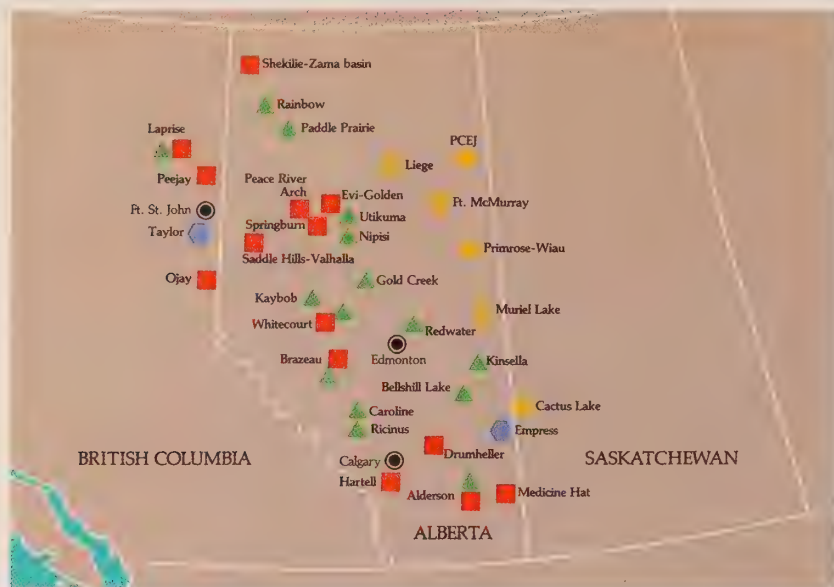 Shekilie-Zama basin
Rainbow
Paddle Prairie
Laprise
PCEJ
Liege
Peejay
Peace River
Arch
Evi-Golden
Ft. McMurray
Ft. St. John
Utikuma
Springburn
Taylor
Nipisi
Primrose-Wiau
Saddle Hills-Valhalla
Ojay
Gold Creek
Kaybob
Muriel Lake
Whitecourt
Redwater
Brazeau
Edmonton
Kinsella
Bellshill Lake
Cactus Lake
Caroline
Ricinus
Empress
BRITISH COLUMBIA
Drumheller
SASKATCHEWAN
Calgary
Hartell
Alderson
Medicine Hat
ALBERTA